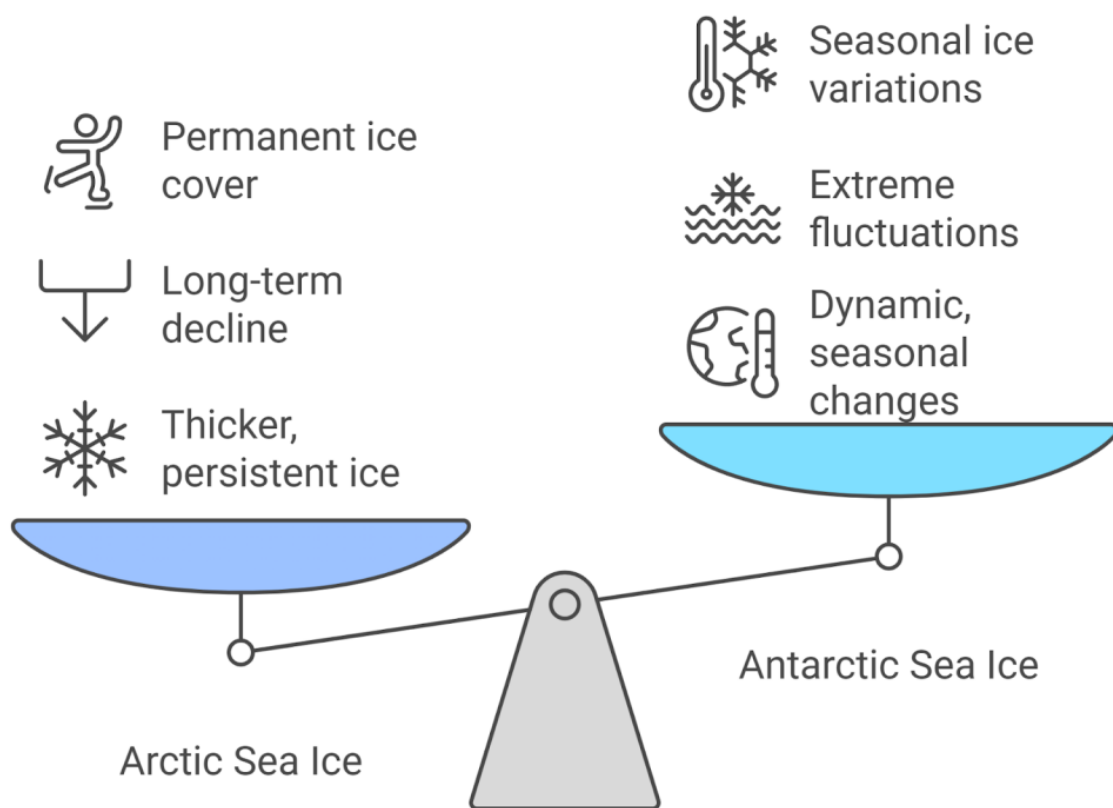 Permanent ice
cover
Long-term
decline
Thicker,
persistent ice
Arctic Sea Ice
Seasonal ice
variations
Extreme
fluctuations
Dynamic,
seasonal
changes
Antarctic Sea Ice